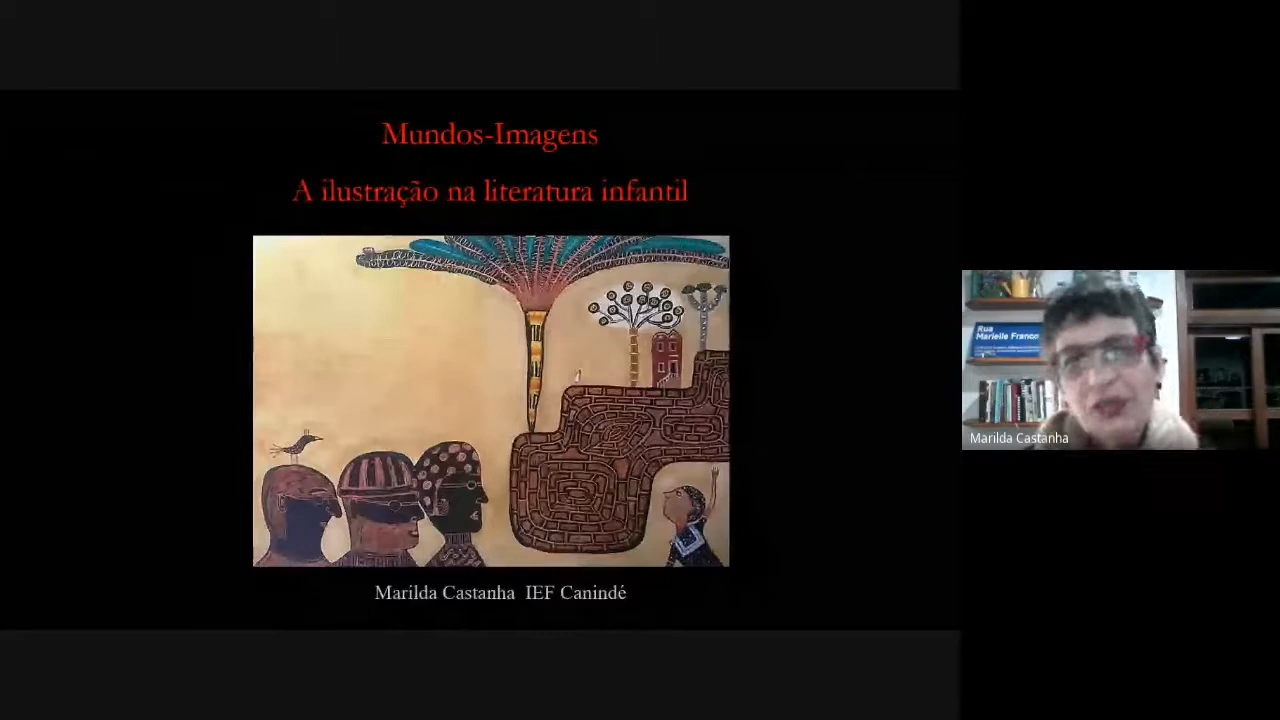 Mundos-Imagens
A ilustração na literatura infantil
Marilda Castanha IEF Canindé
Rua
Marielle Franco
Marilda Castanha